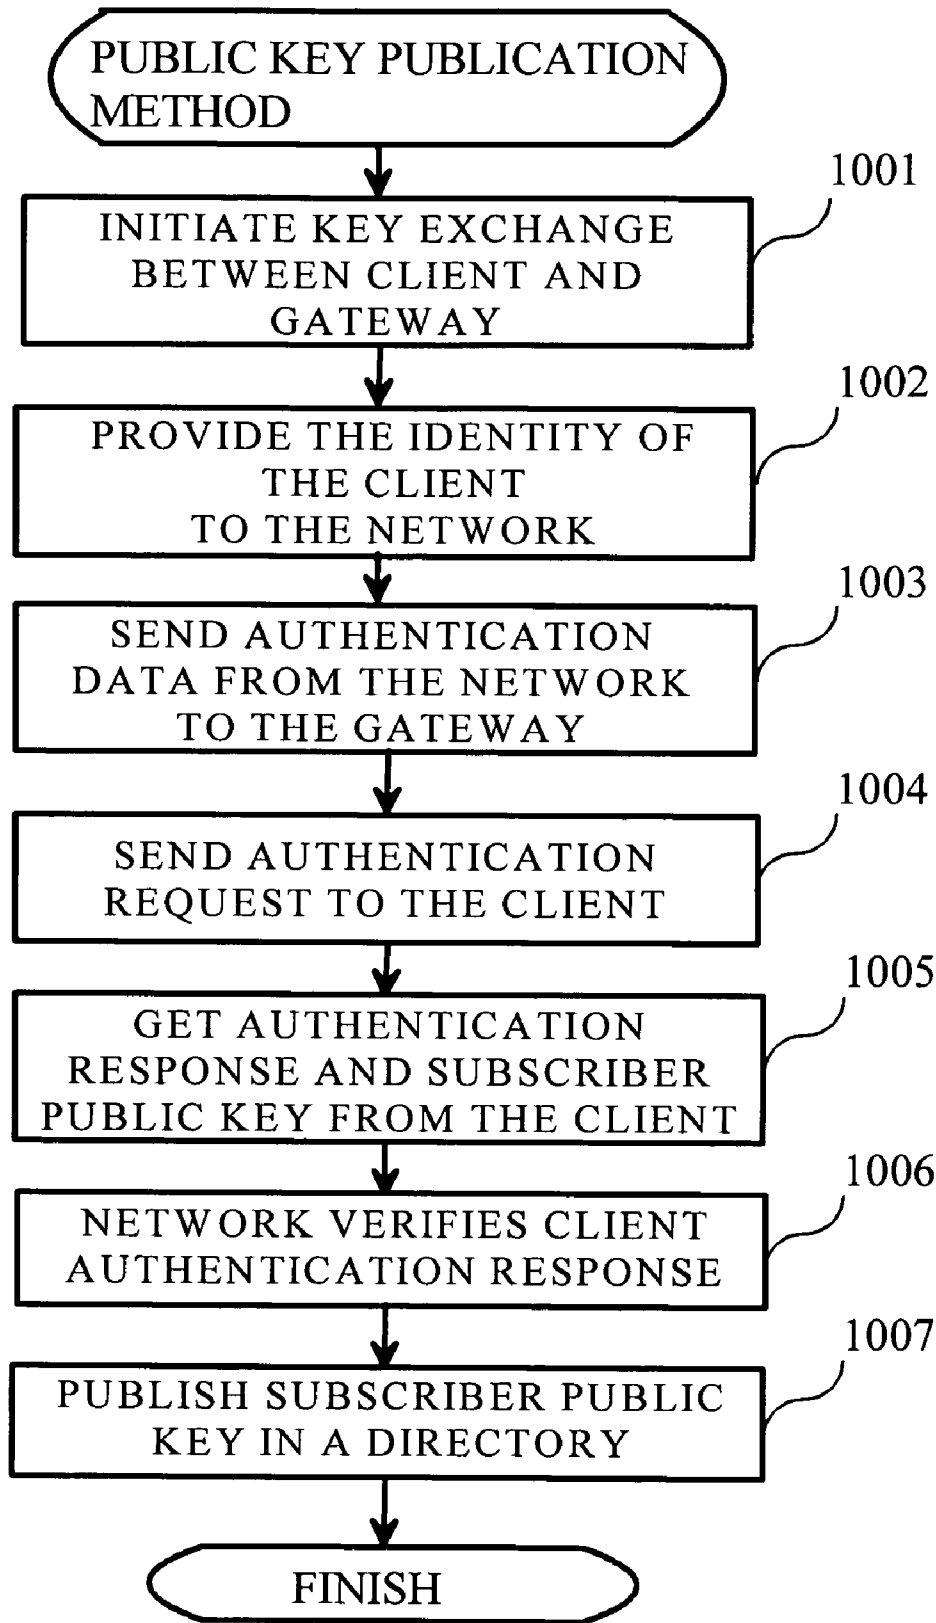 PUBLIC KEY PUBLICATION
METHOD
1001
INITIATE KEY EXCHANGE
BETWEEN CLIENT AND
GATEWAY
1002
PROVIDE THE IDENTITY OF
THE CLIENT
TO THE NETWORK
1003
SEND AUTHENTICATION
DATA FROM THE NETWORK
TO THE GATEWAY
1004
SEND AUTHENTICATION
REQUEST TO THE CLIENT
1005
GET AUTHENTICATION
RESPONSE AND SUBSCRIBER
PUBLIC KEY FROM THE CLIENT
1006
NETWORK VERIFIES CLIENT
AUTHENTICATION RESPONSE
1007
PUBLISH SUBSCRIBER PUBLIC
KEY IN A DIRECTORY
FINISH